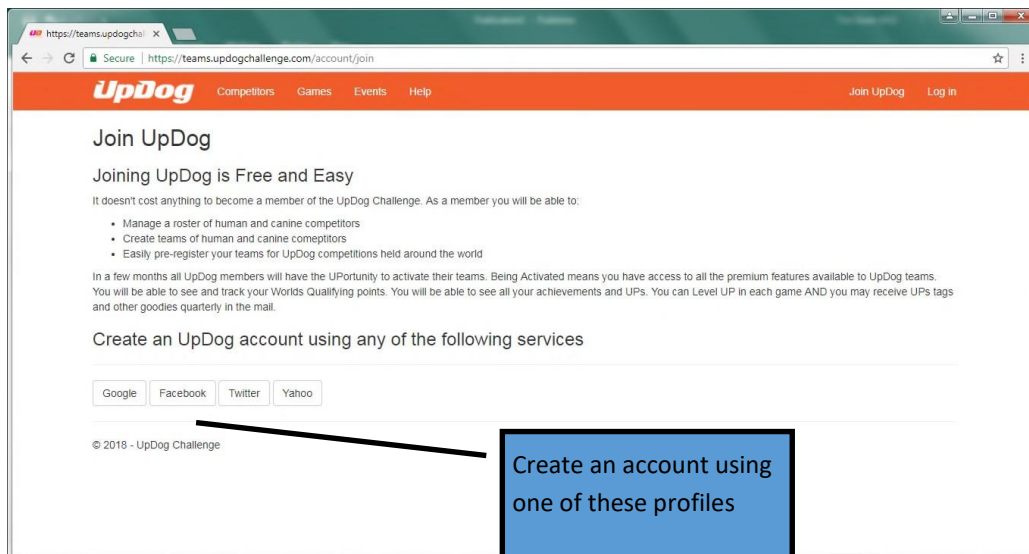 https://teams.updogchal
Secure | https://teams.updogchallenge.com/account/join
UpDog Competitors Games Events Help Join UpDog Log in
Join UpDog
Joining UpDog is Free and Easy
It doesn't cost anything to become a member of the UpDog Challenge. As a member you will be able to:
• Manage a roster of human and canine competitors
• Create teams of human and canine comeptitors
• Easily pre-register your teams for UpDog competitions held around the world
In a few months all UpDog members will have the UPortunity to activate their teams. Being Activated means you have access to all the premium features available to UpDog teams.
You will be able to see and track your Worlds Qualifying points. You will be able to see all your achievements and UPs. You can Level UP in each game AND you may receive UPs tags
and other goodies quarterly in the mail.
Create an UpDog account using any of the following services
Google Facebook Twitter Yahoo
© 2018 - UpDog Challenge
Create an account using
one of these profiles